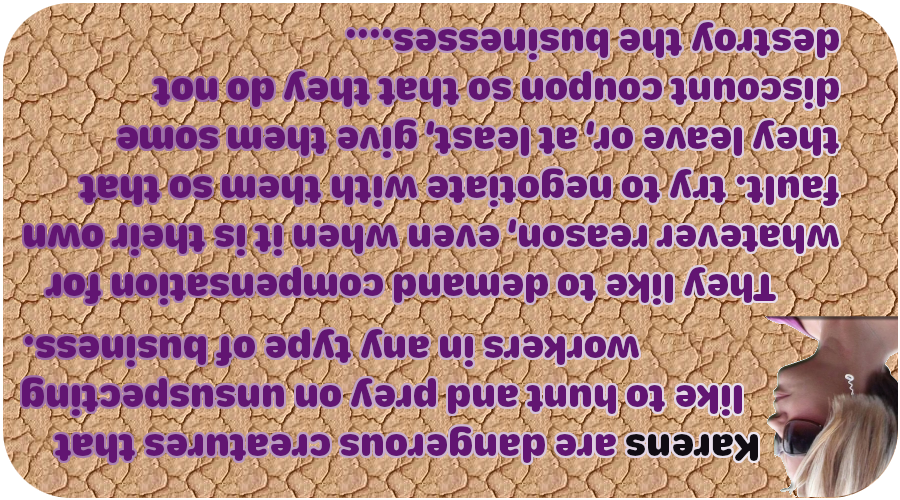 Karens are dangerous creatures that
like to hunt and prey on unsuspecting
workers in any type of business.
They like to demand compensation for
whatever reason, even when it is their own
fault. try to negotiate with them so that
they leave or, at least, give them some
discount coupon so that they do not
destroy the businesses....